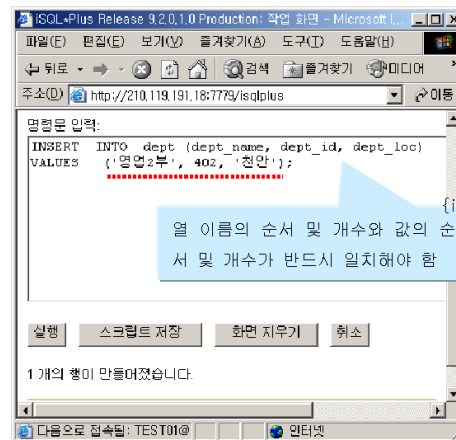 iSQL*Plus Release 9.2.0.1.0 Production: 작업 화면 - Microsoft I...
파일(F) 편집(E) 보기(V) 즐겨찾기(A) 도구(T) 도움말(H)
뒤로 검색 즐겨찾기 미디어
주소(D) http://210.119.191.18:7779/isqlplus 이동
명령문 입력:
INSERT INTO dept (dept_name, dept_id, dept_loc)
VALUES ('영업2부', 402, '천안');
{i
열 이름의 순서 및 개수와 값의 순
서 및 개수가 반드시 일치해야 함
실행 스크립트 저장 화면 지우기 취소
1 개의 행이 만들어졌습니다.
다음으로 접속됨: TEST01@ 인터넷